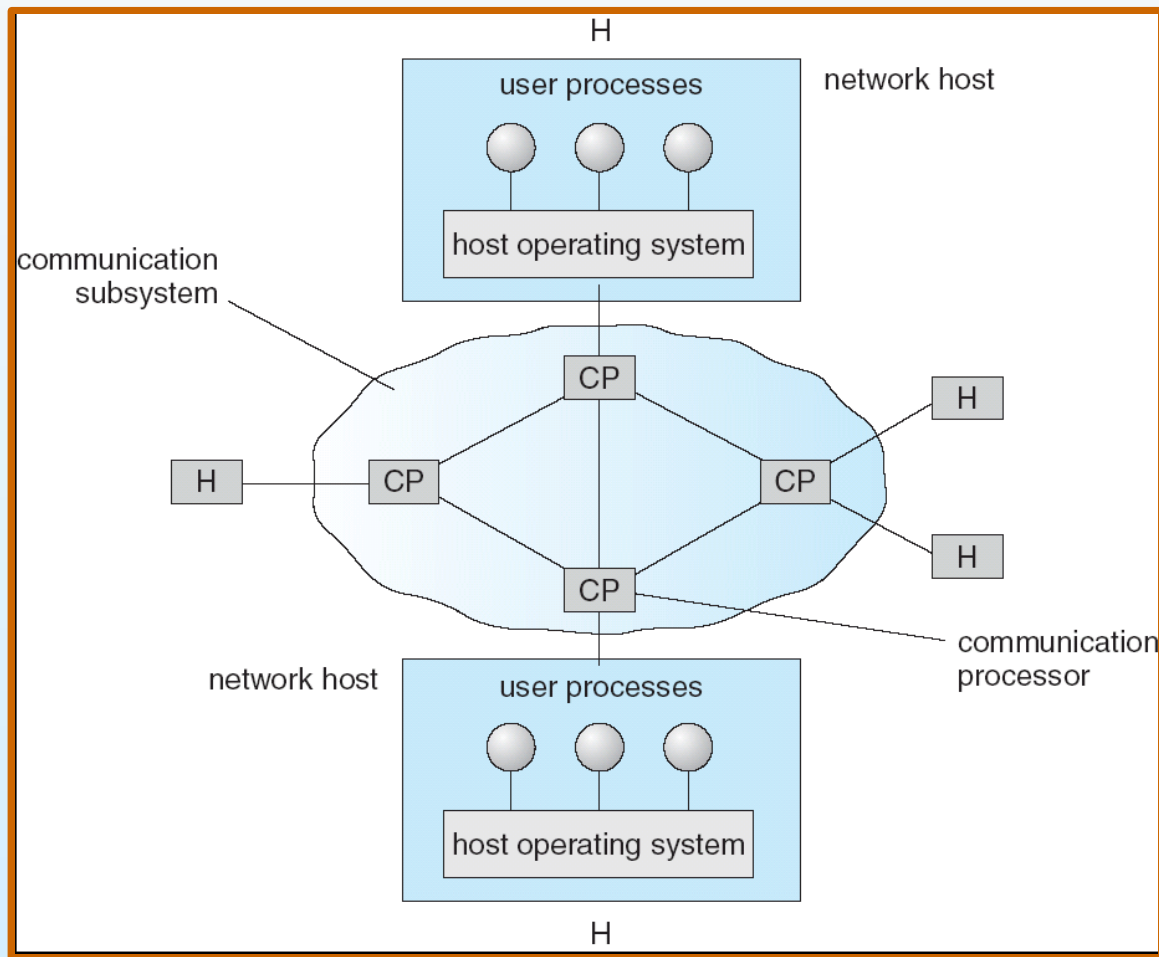 H
user processes
network host
host operating system
communication
subsystem
CP
H
H
CP
CP
H
CP
communication
processor
network host
user processes
host operating system
H